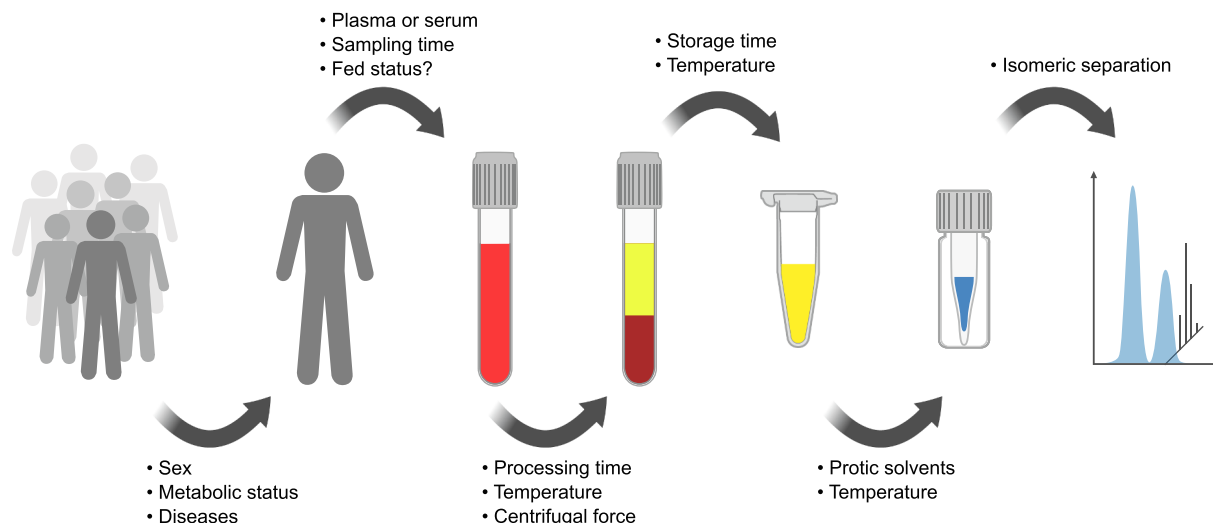 • Plasma or serum
• Sampling time
• Fed status?
• Storage time
• Temperature
• Isomeric separation
• Sex
• Metabolic status
• Diseases
• Processing time
• Temperature
• Centrifugal force
• Protic solvents
• Temperature